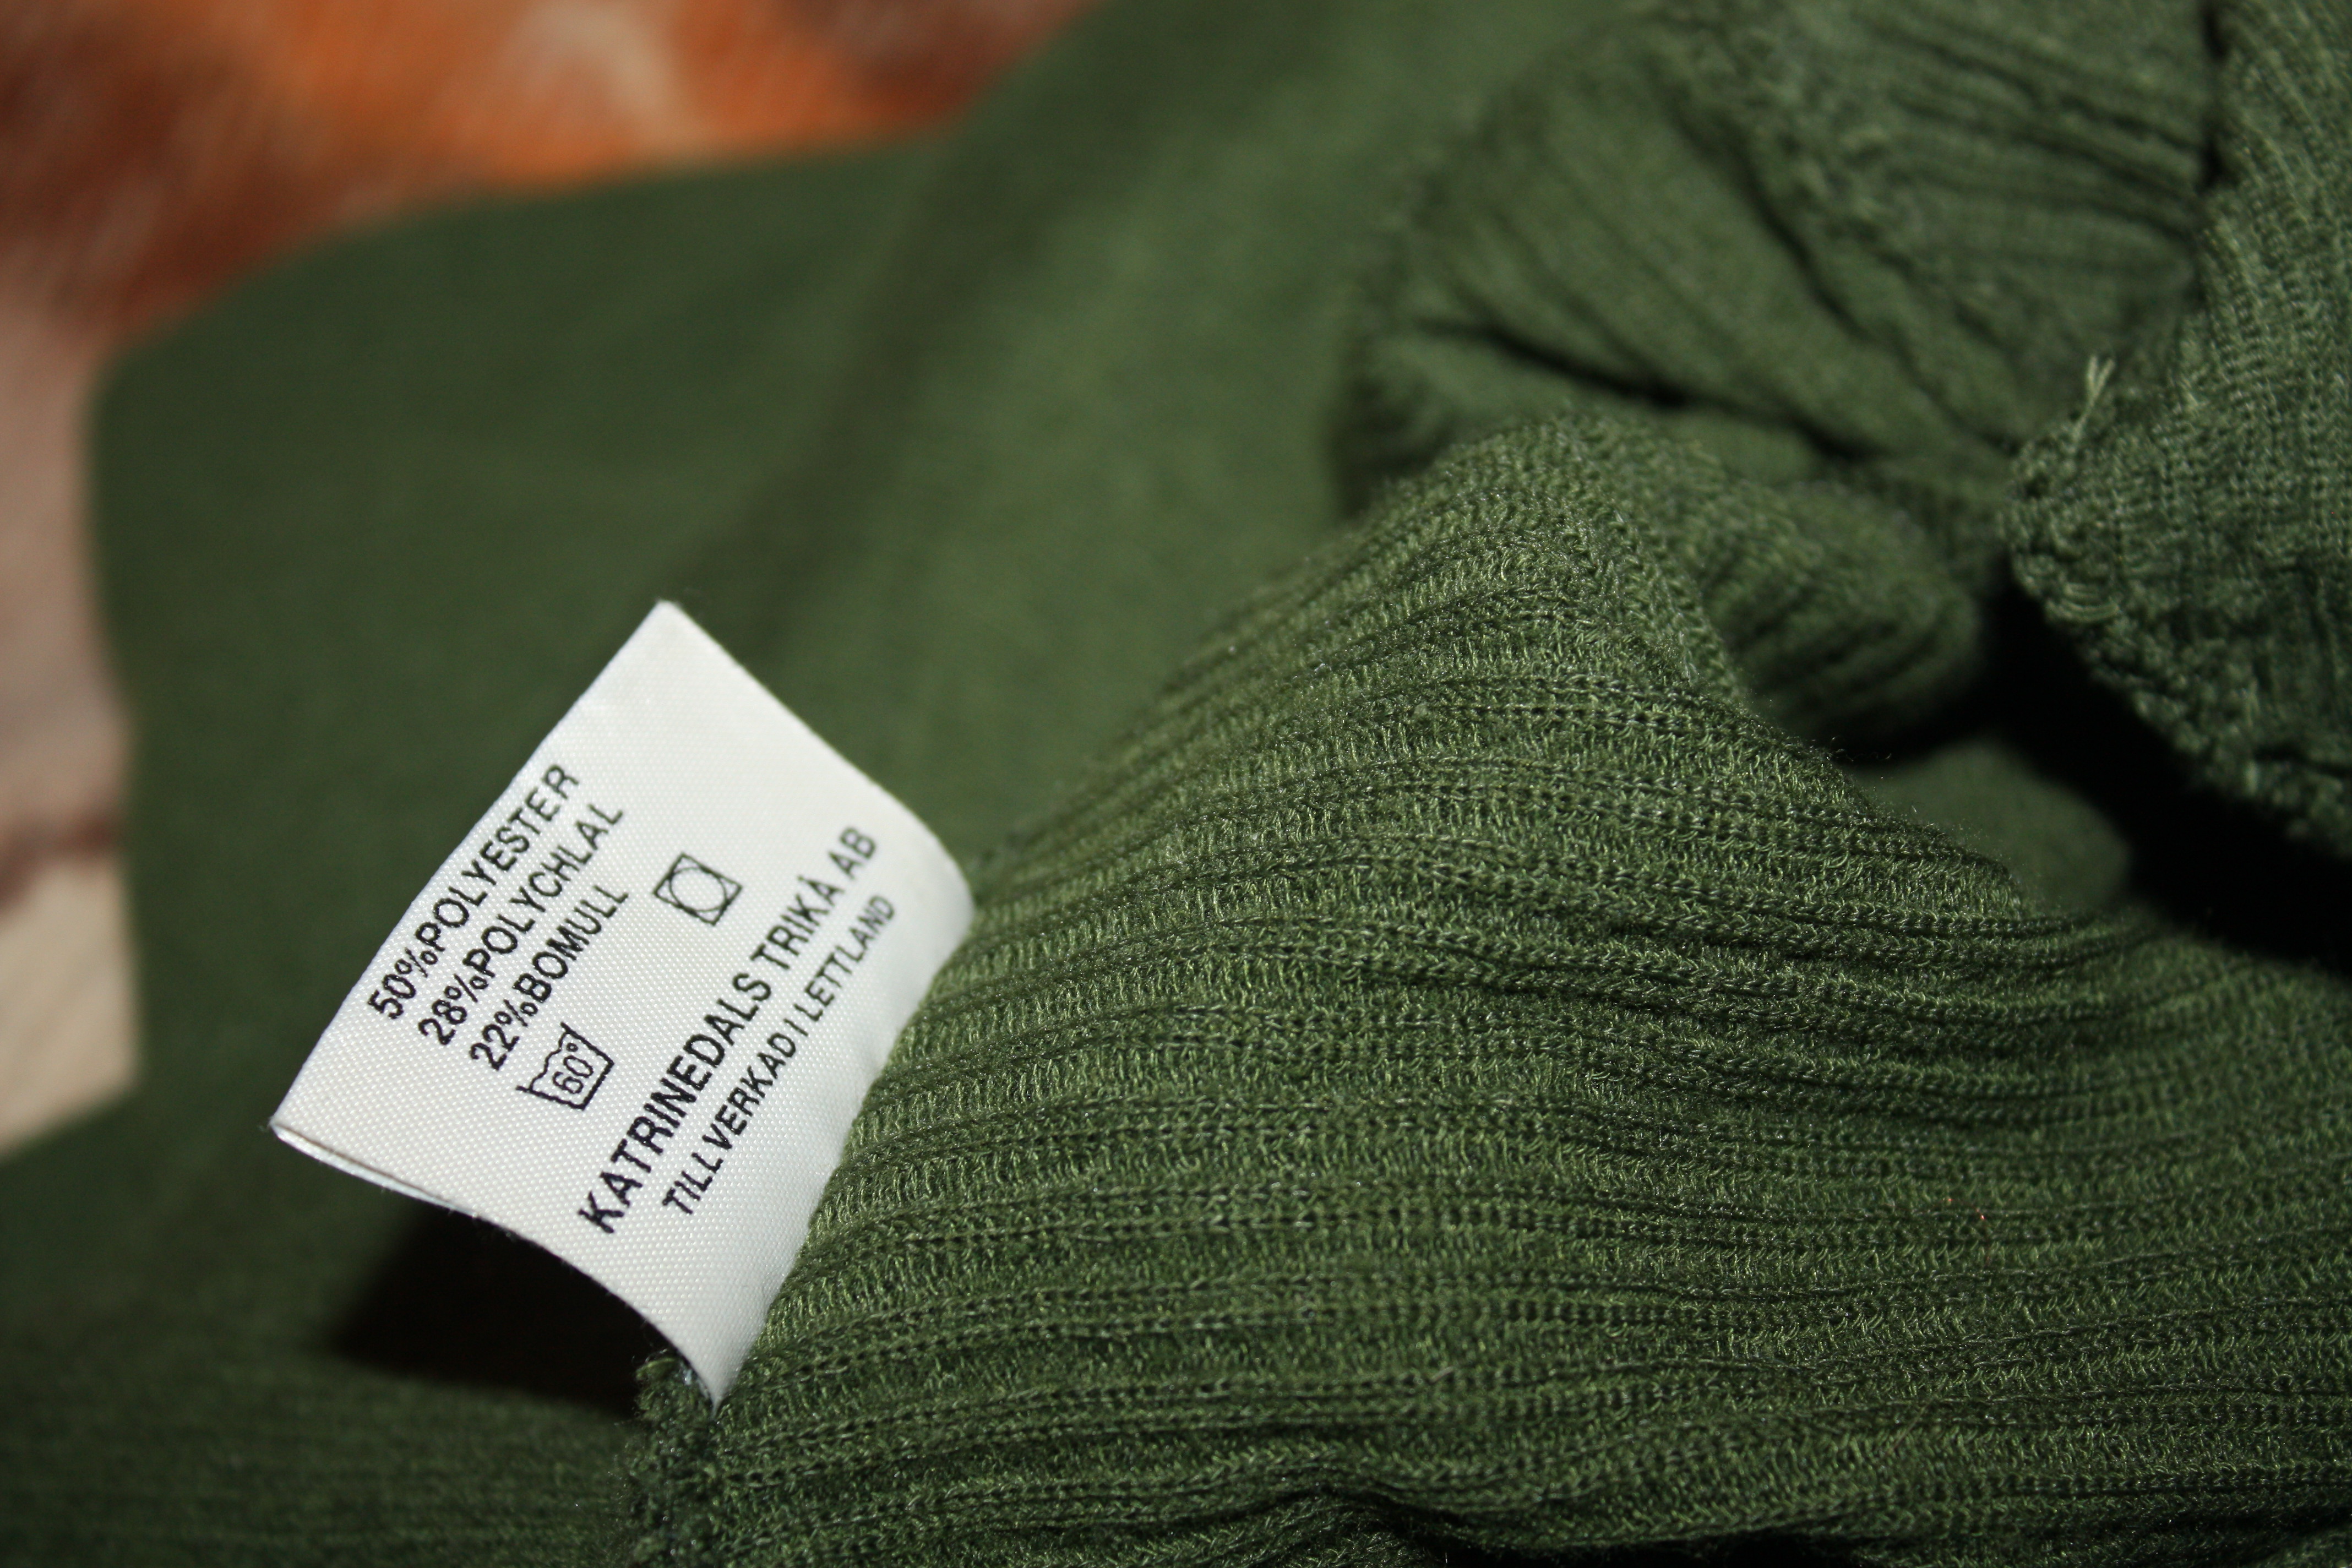 50%POLYESTER
28%POLYCHLAL
22%BOMULL
60°
KATRINEDALS TRIKÅ AB
TILLVERKAD I LETTLAND